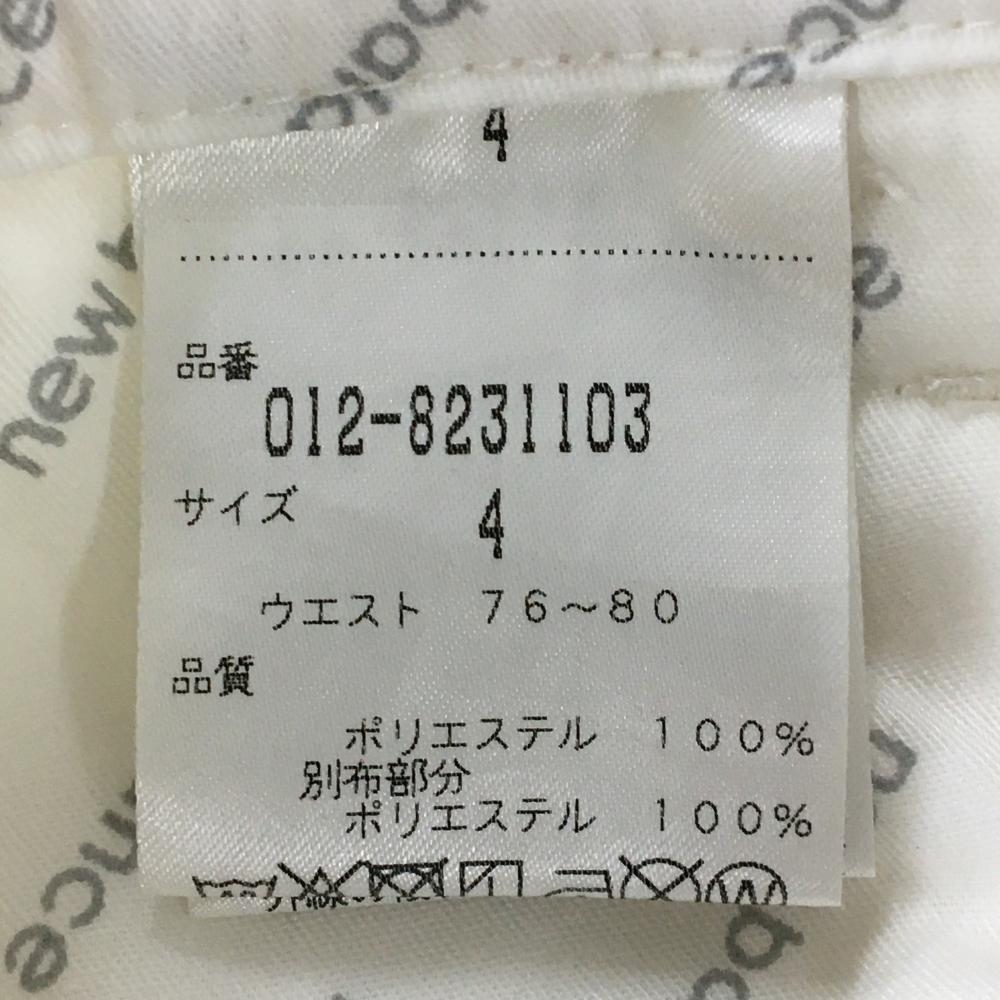 4
品番
012-8231103
サイズ 4
ウエスト 76～80
品質
ポリエステル 100%
別布部分
ポリエステル 100%
W
new